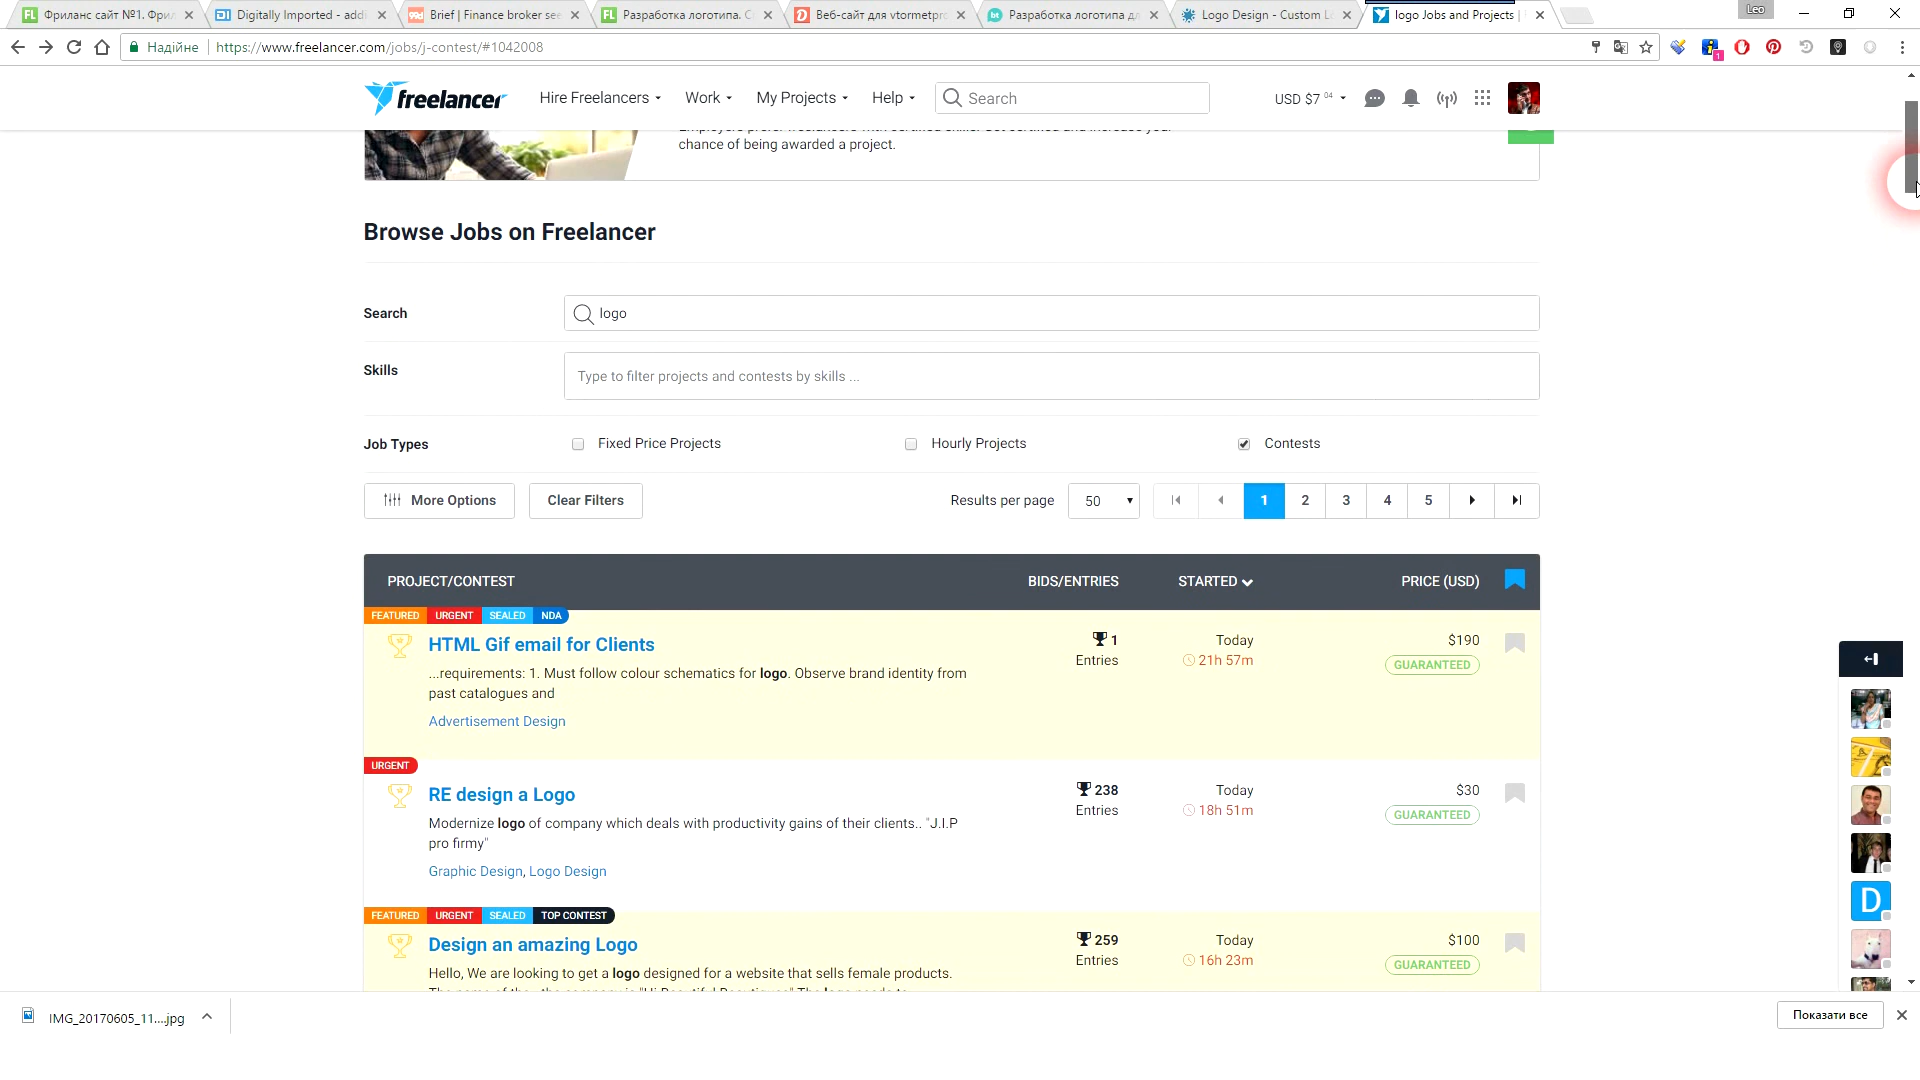 Фриланс сайт №1. Фрил
Digitally Imported - addi
Brief | Finance broker see
Разработка логотипа. С
Веб-сайт для vtormetpro
Разработка логотипа дл
Logo Design - Custom Lo
logo Jobs and Projects |
Leo
Надійне
https://www.freelancer.com/jobs/j-contest/#1042008
1
freelancer
Hire Freelancers
Work
My Projects
Help
Search
USD $7 04
chance of being awarded a project.
Browse Jobs on Freelancer
Search
logo
Skills
Type to filter projects and contests by skills ...
Job Types
Fixed Price Projects
Hourly Projects
Contests
More Options
Clear Filters
Results per page
50
1 2 3 4 5
PROJECT/CONTEST
BIDS/ENTRIES
STARTED
PRICE (USD)
FEATURED URGENT SEALED NDA
HTML Gif email for Clients
1
Entries
Today
21h 57m
$190
GUARANTEED
...requirements: 1. Must follow colour schematics for logo. Observe brand identity from
past catalogues and
Advertisement Design
URGENT
RE design a Logo
238
Entries
Today
18h 51m
$30
GUARANTEED
Modernize logo of company which deals with productivity gains of their clients.. "J.I.P
pro firmy"
Graphic Design, Logo Design
FEATURED URGENT SEALED TOP CONTEST
Design an amazing Logo
259
Entries
Today
16h 23m
$100
GUARANTEED
Hello, We are looking to get a logo designed for a website that sells female products.
D
IMG_20170605_11....jpg
Показати все